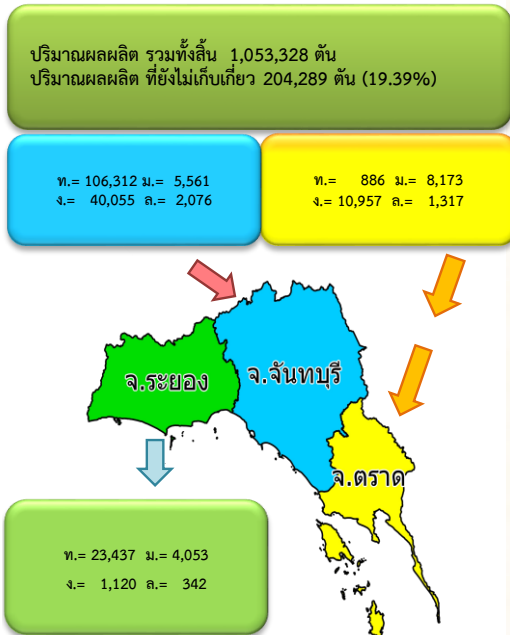 ปริมาณผลผลิต รวมทั้งสิ้น 1,053,328 ตัน
ปริมาณผลผลิต ที่ยังไม่เก็บเกี่ยว 204,289 ตัน (19.39%)
ท.= 106,312 ม.= 5,561
ง.= 40,055 ล.= 2,076
ท.= 886 ม.= 8,173
ง.= 10,957 ล.= 1,317
จ.ระยอง
จ.จันทบุรี
จ.ตราด
ท.= 23,437 ม.= 4,053
ง.= 1,120 ล.= 342